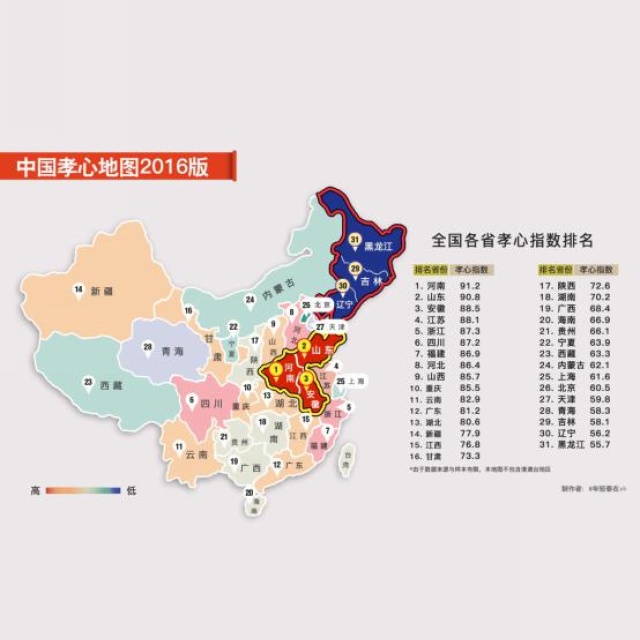 中国孝心地图2016版
全国各省孝心指数排名
排名省份 孝心指数
1. 河南 91.2
2. 山东 90.8
3. 安徽 88.5
4. 江苏 88.1
5. 浙江 87.3
6. 四川 87.2
7. 福建 86.9
8. 河北 86.4
9. 山西 85.7
10. 重庆 85.5
11. 云南 82.9
12. 广东 81.2
13. 湖北 80.6
14. 新疆 77.9
15. 江西 76.8
16. 甘肃 73.3
排名省份 孝心指数
17. 陕西 72.6
18. 湖南 70.2
19. 广西 68.4
20. 海南 66.9
21. 贵州 66.1
22. 宁夏 63.9
23. 西藏 63.3
24. 内蒙古 62.1
25. 上海 61.6
26. 北京 60.5
27. 天津 59.8
28. 青海 58.3
29. 吉林 58.1
30. 辽宁 56.2
31. 黑龙江 55.7
*由于数据来源与样本有限，本地图不包含港澳台地区
制作者：
31 黑龙江
29
吉林
30
辽宁
14 新疆
24 内蒙古
16
甘肃
28 青海
23
西藏
22
宁夏
17
陕西
9
山西
8
河北
26 北京
27 天津
2
山东
1
河南
3
安徽
4
江苏
25 上海
5
浙江
6
四川
10
重庆
13
湖北
18
湖南
15
江西
7
福建
11
云南
21
贵州
19
广西
12 广东
20
海南
台湾
高 低